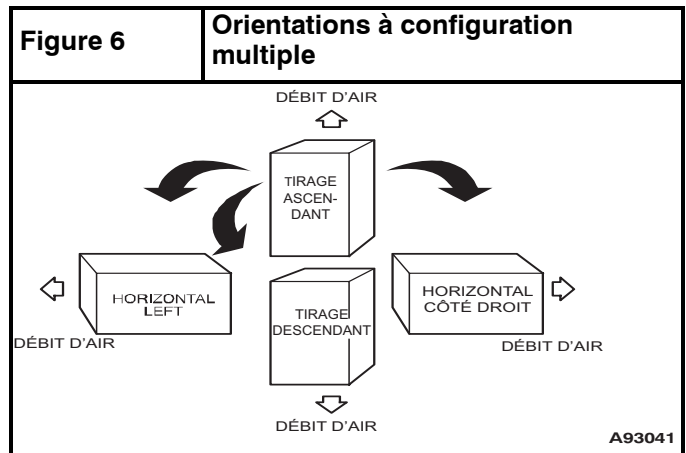 Figure 6
Orientations à configuration
multiple
DÉBIT D'AIR
TIRAGE
ASCEN-
DANT
HORIZONTAL
LEFT
DÉBIT D'AIR
TIRAGE
DESCENDANT
HORIZONTAL
CÔTÉ DROIT
DÉBIT D'AIR
DÉBIT D'AIR
A93041